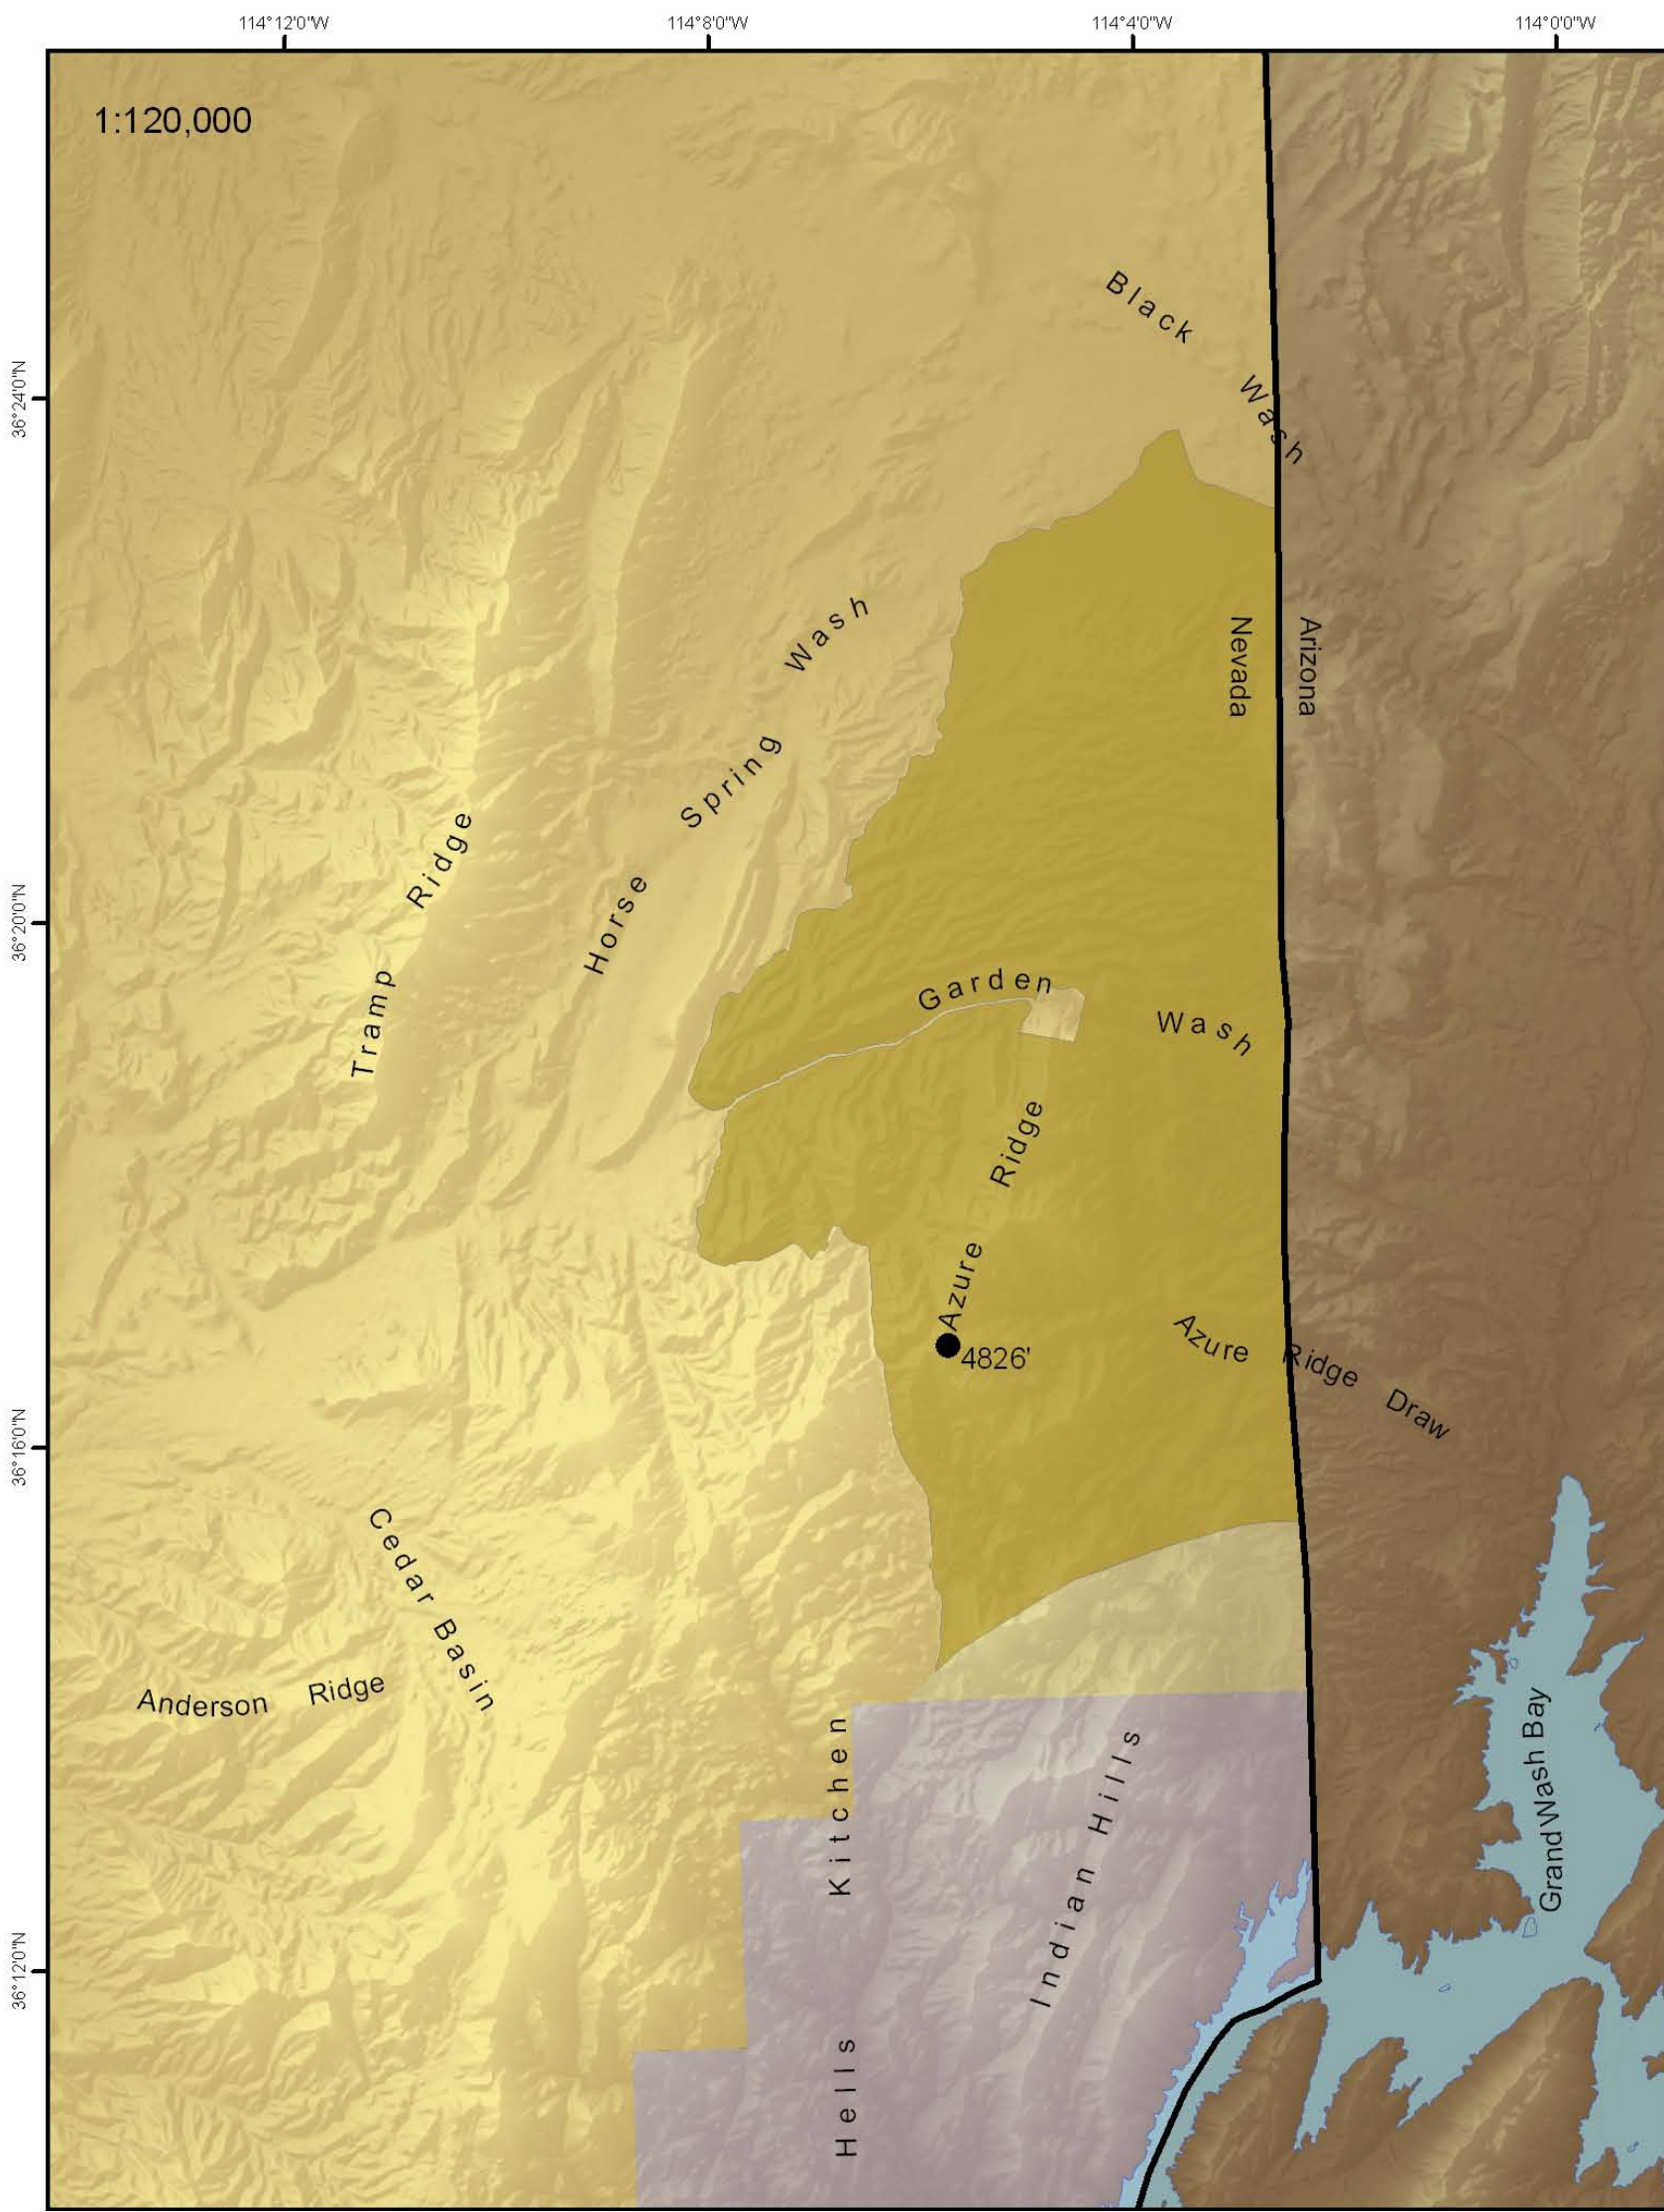 114°12'0"W
114°8'0"W
114°4'0"W
114°0'0"W
1:120,000
Black Wash
36°24'0"N
Horse Spring Wash
Nevada
Arizona
Tramp Ridge
36°20'0"N
Garden Wash
Azure Ridge
4826'
Azure Ridge Draw
36°16'0"N
Cedar Basin
Anderson Ridge
Hells Kitchen
Indian Hills
Grand Wash Bay
36°12'0"N